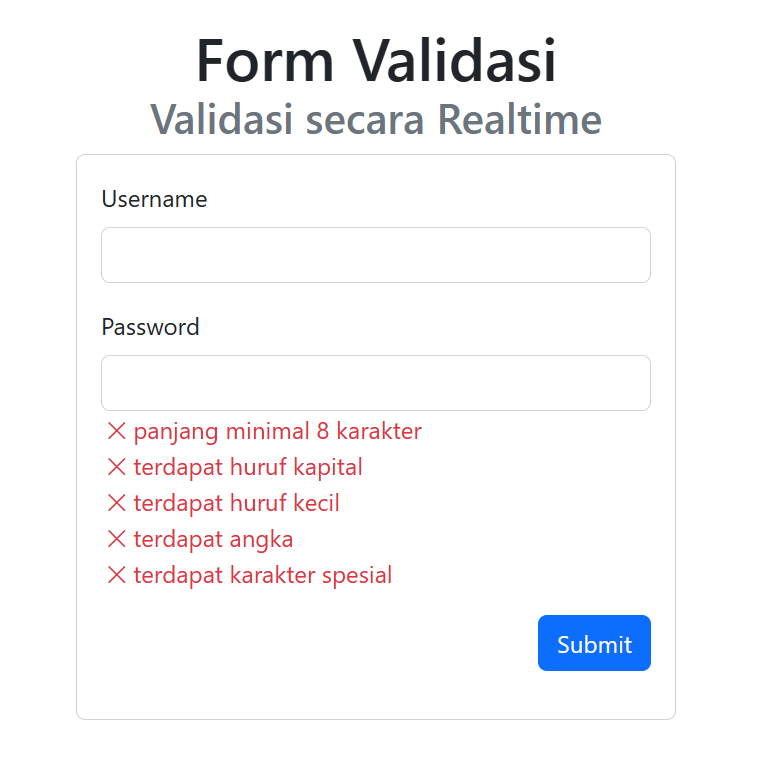 Form Validasi
Validasi secara Realtime
Username
Password
panjang minimal 8 karakter
terdapat huruf kapital
terdapat huruf kecil
terdapat angka
terdapat karakter spesial
Submit